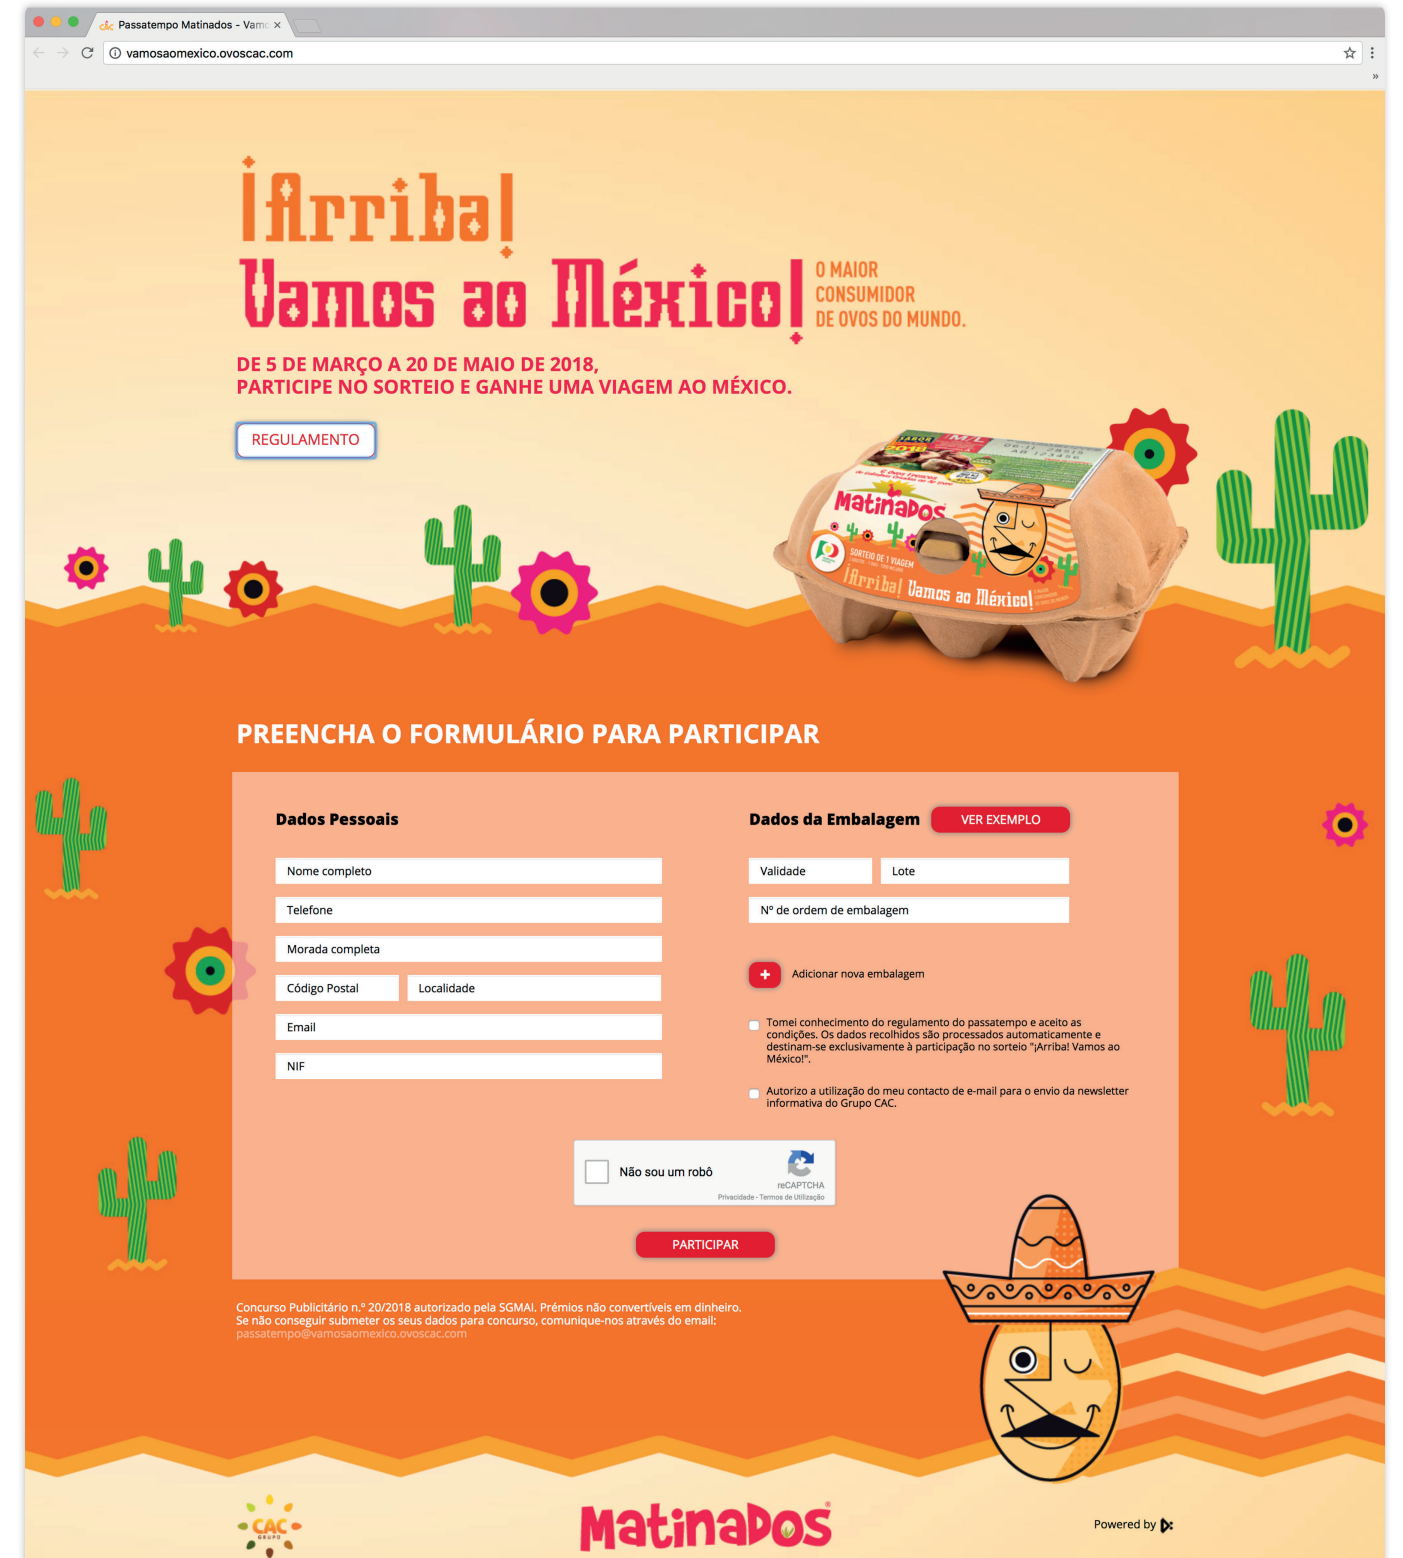 Passatempo Matinados - Vamo
vamosaomexico.ovoscac.com
¡Arriba!
Vamos ao México!
O MAIOR
CONSUMIDOR
DE OVOS DO MUNDO.
DE 5 DE MARÇO A 20 DE MAIO DE 2018,
PARTICIPE NO SORTEIO E GANHE UMA VIAGEM AO MÉXICO.
REGULAMENTO
SABOR
2018
M/L
6 Ovos Frescos
MatinaDos
SORTEIO DE 1 VIAGEM
¡Arriba! Vamos ao México!
PREENCHA O FORMULÁRIO PARA PARTICIPAR
Dados Pessoais
Nome completo
Telefone
Morada completa
Código Postal
Localidade
Email
NIF
Dados da Embalagem
VER EXEMPLO
Validade
Lote
Nº de ordem de embalagem
+
Adicionar nova embalagem
Tomei conhecimento do regulamento do passatempo e aceito as
condições. Os dados recolhidos são processados automaticamente e
destinam-se exclusivamente à participação no sorteio "¡Arriba! Vamos ao
México!".
Autorizo a utilização do meu contacto de e-mail para o envio da newsletter
informativa do Grupo CAC.
Não sou um robô
reCAPTCHA
Privacidade - Termos de Utilização
PARTICIPAR
Concurso Publicitário n.º 20/2018 autorizado pela SGMAI. Prémios não convertíveis em dinheiro.
Se não conseguir submeter os seus dados para concurso, comunique-nos através do email:
passatempo@vamosaomexico.ovoscac.com
CAC
GRUPO
MatinaDos®
Powered by